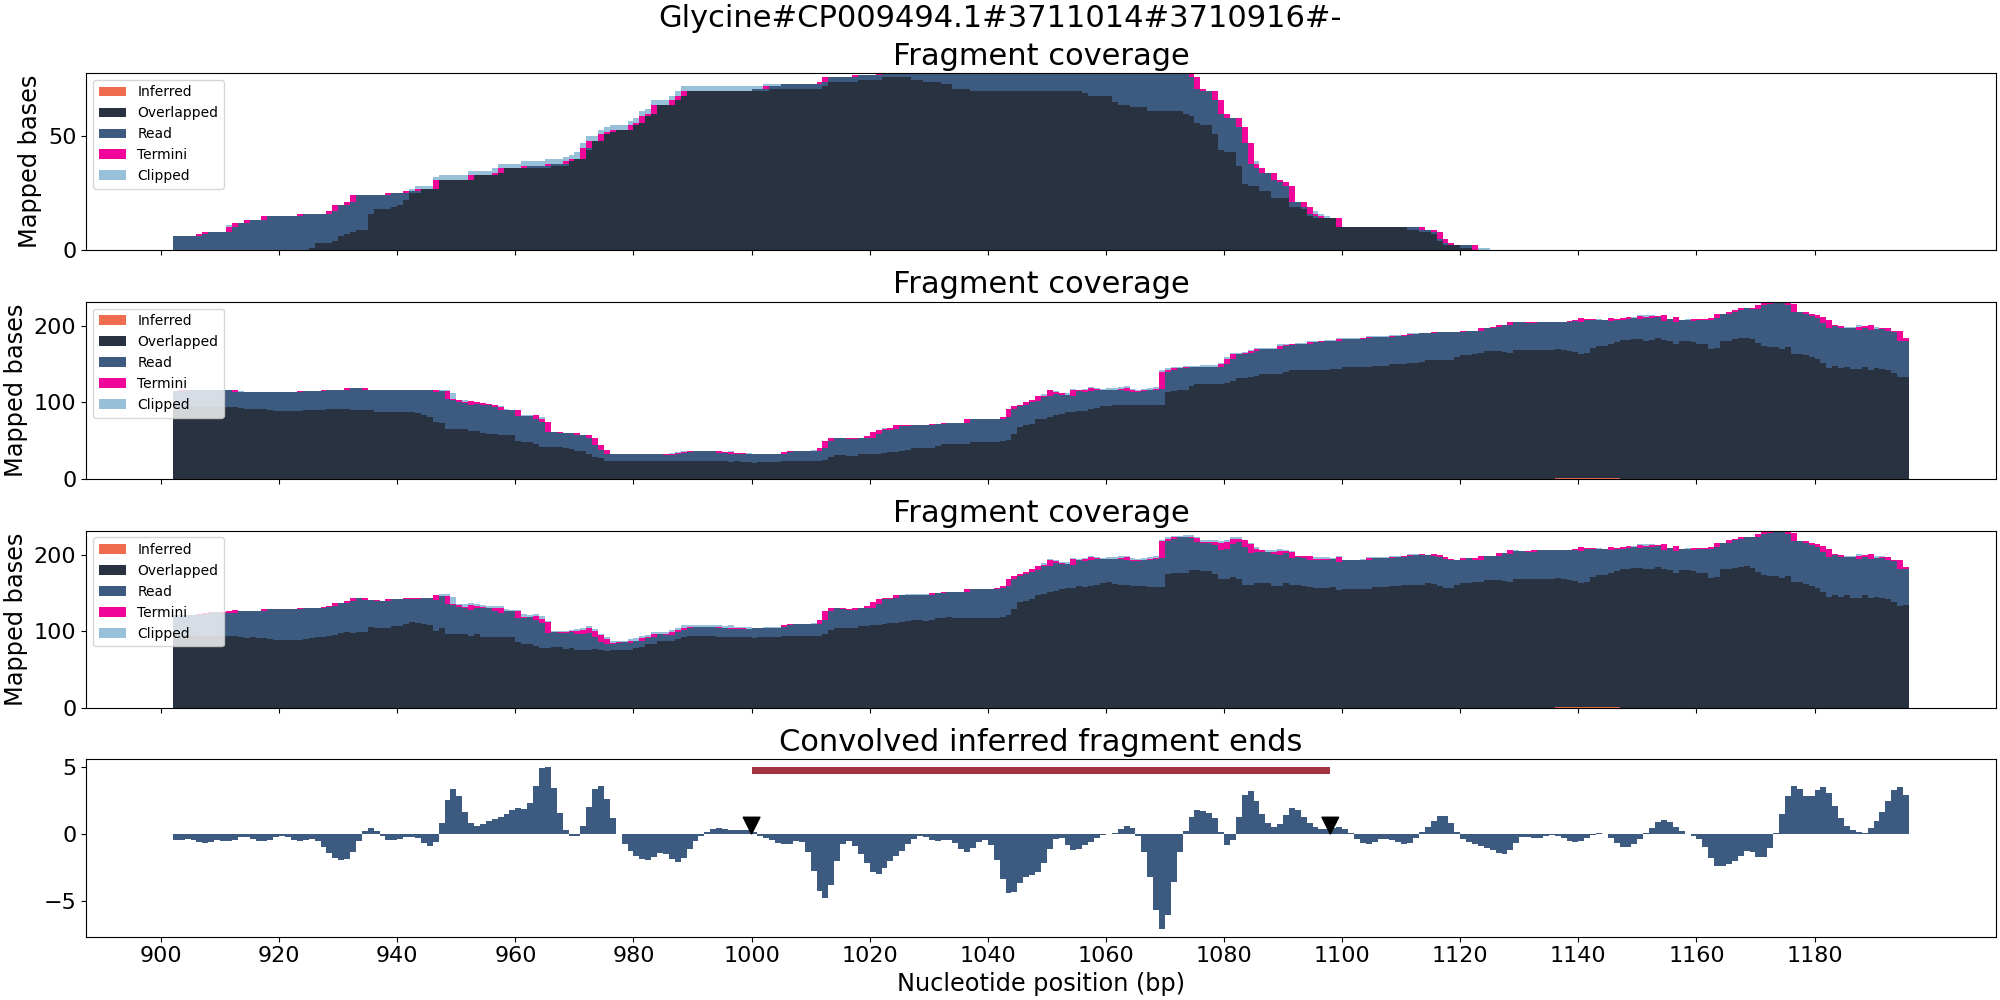 Glycine#CP009494.1#3711014#3710916#-
Fragment coverage
Mapped bases
50
0
Inferred
Overlapped
Read
Termini
Clipped
Fragment coverage
Mapped bases
200
100
0
Inferred
Overlapped
Read
Termini
Clipped
Fragment coverage
Mapped bases
200
100
0
Inferred
Overlapped
Read
Termini
Clipped
Convolved inferred fragment ends
5
0
−5
900 920 940 960 980 1000 1020 1040 1060 1080 1100 1120 1140 1160 1180
Nucleotide position (bp)